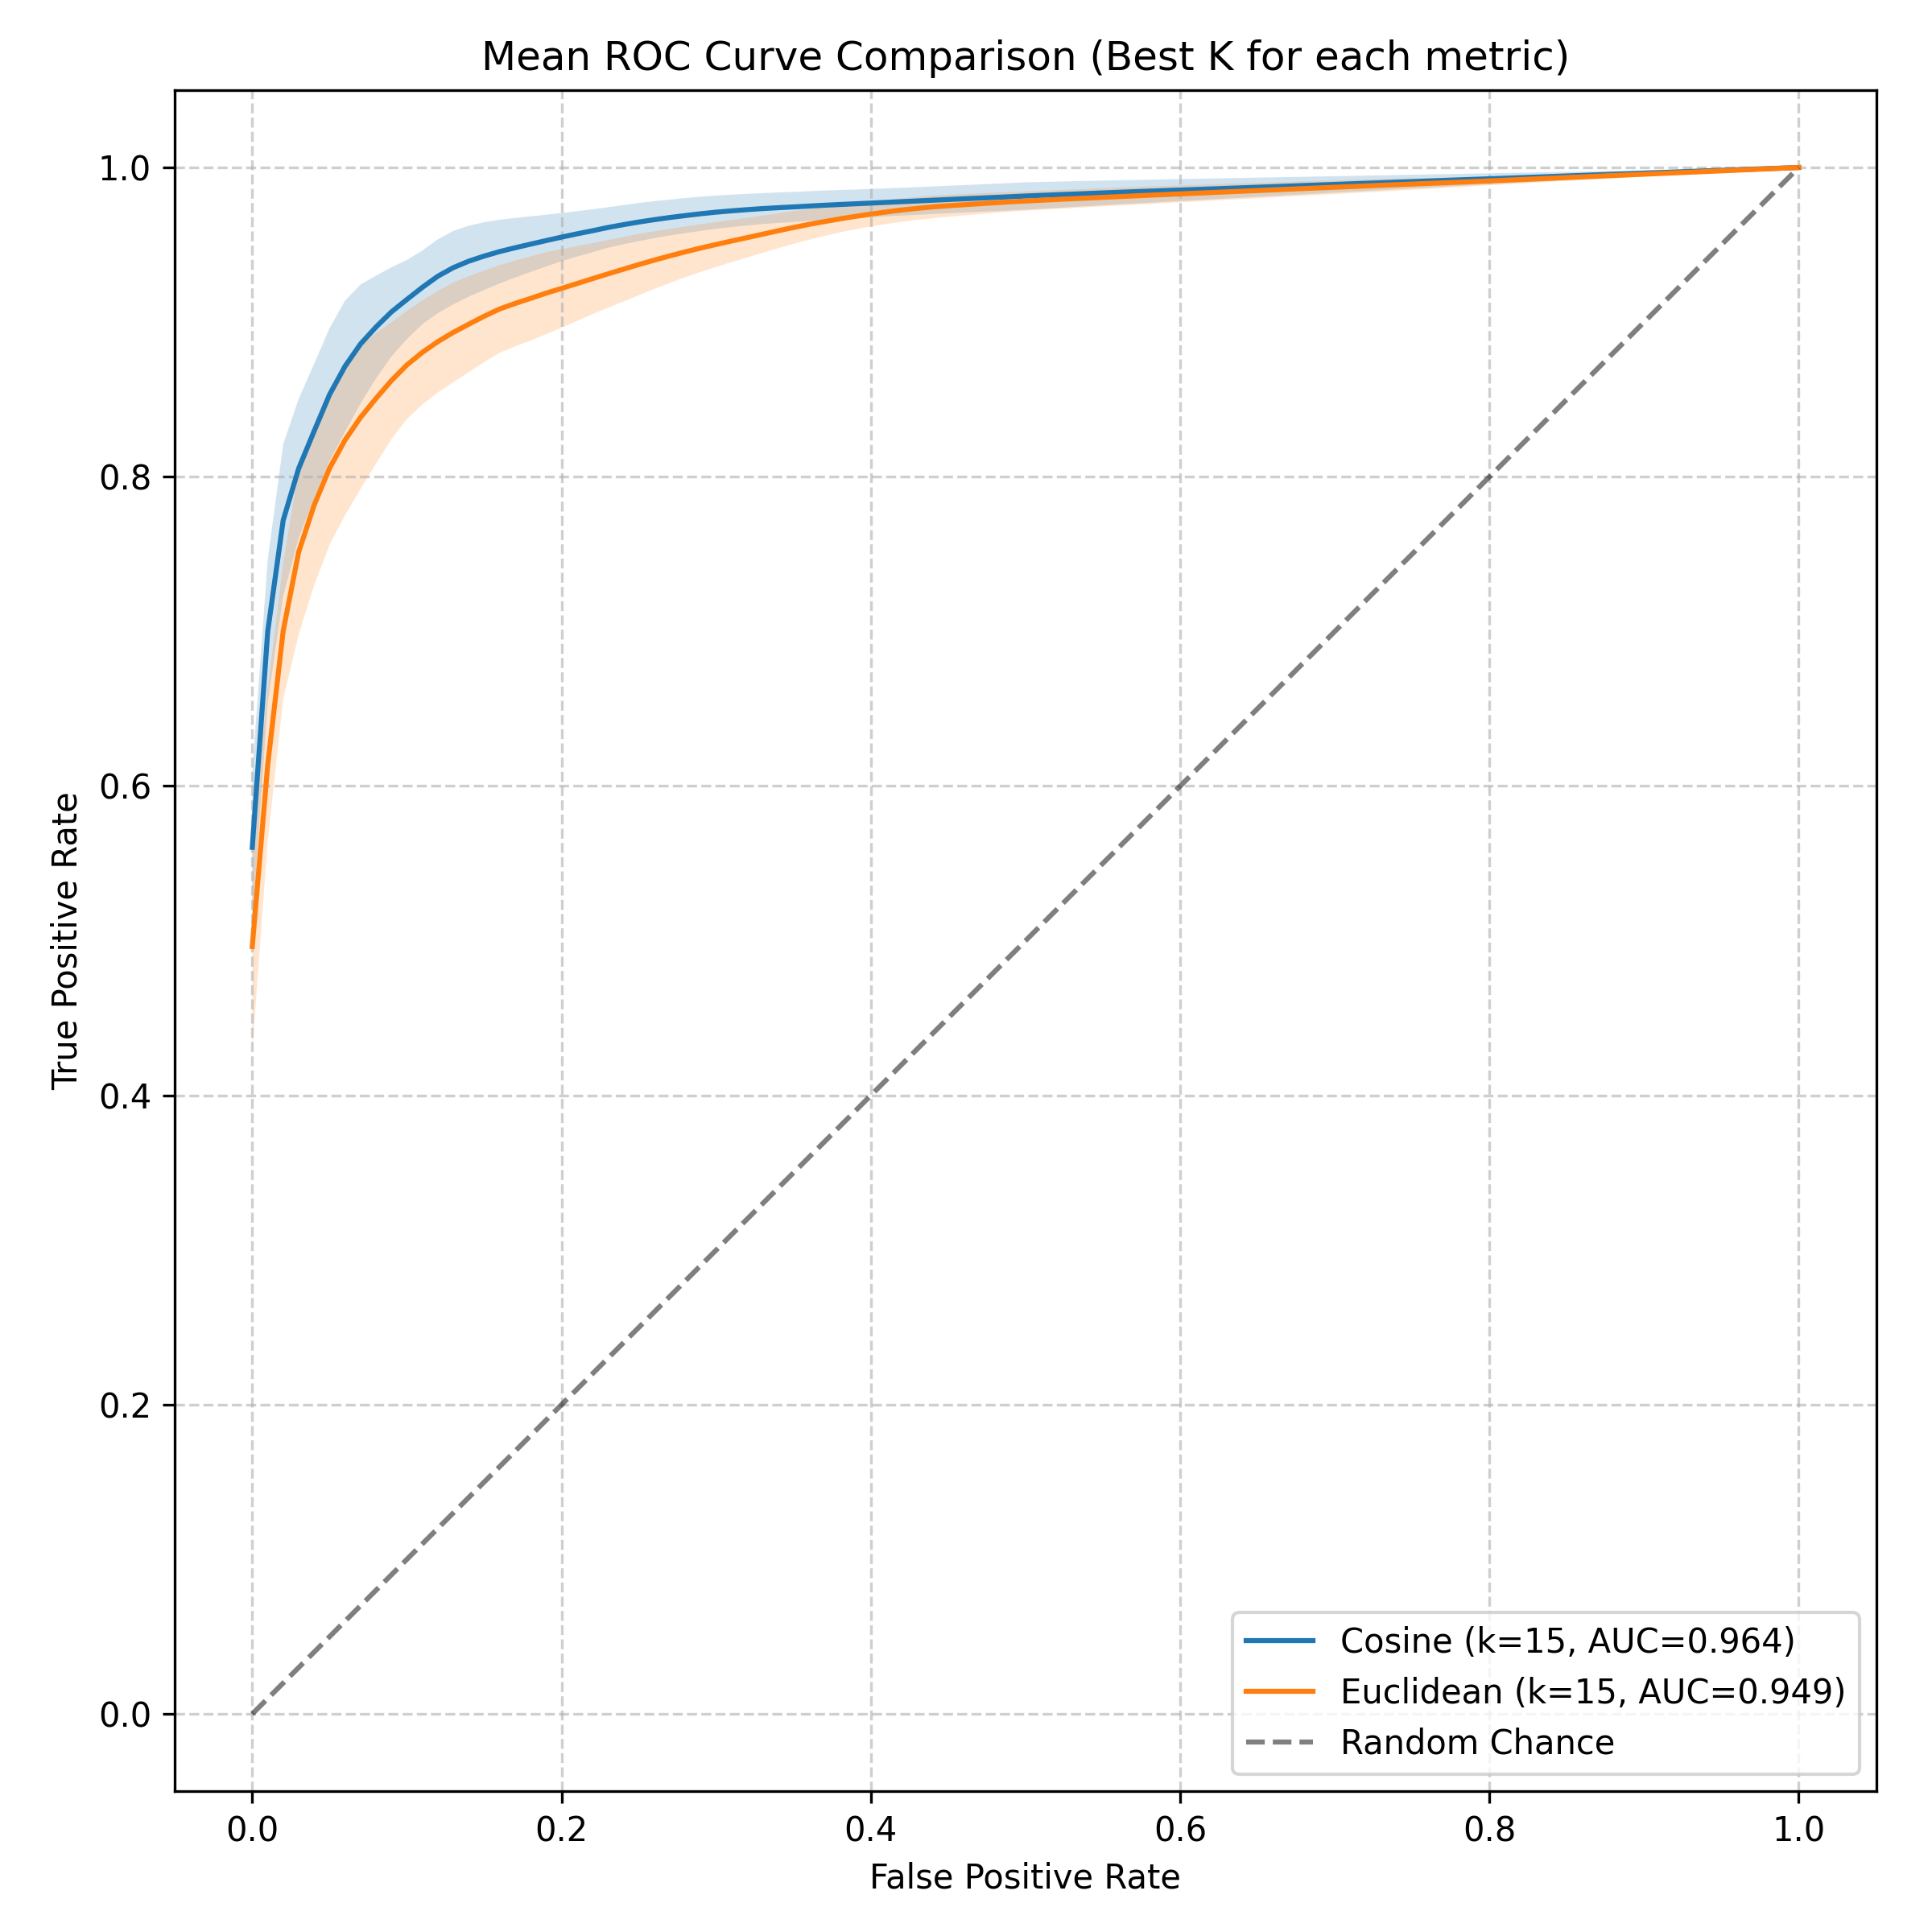 Mean ROC Curve Comparison (Best K for each metric)
True Positive Rate
1.0
0.8
0.6
0.4
0.2
0.0
0.0 0.2 0.4 0.6 0.8 1.0
False Positive Rate
Cosine (k=15, AUC=0.964)
Euclidean (k=15, AUC=0.949)
Random Chance